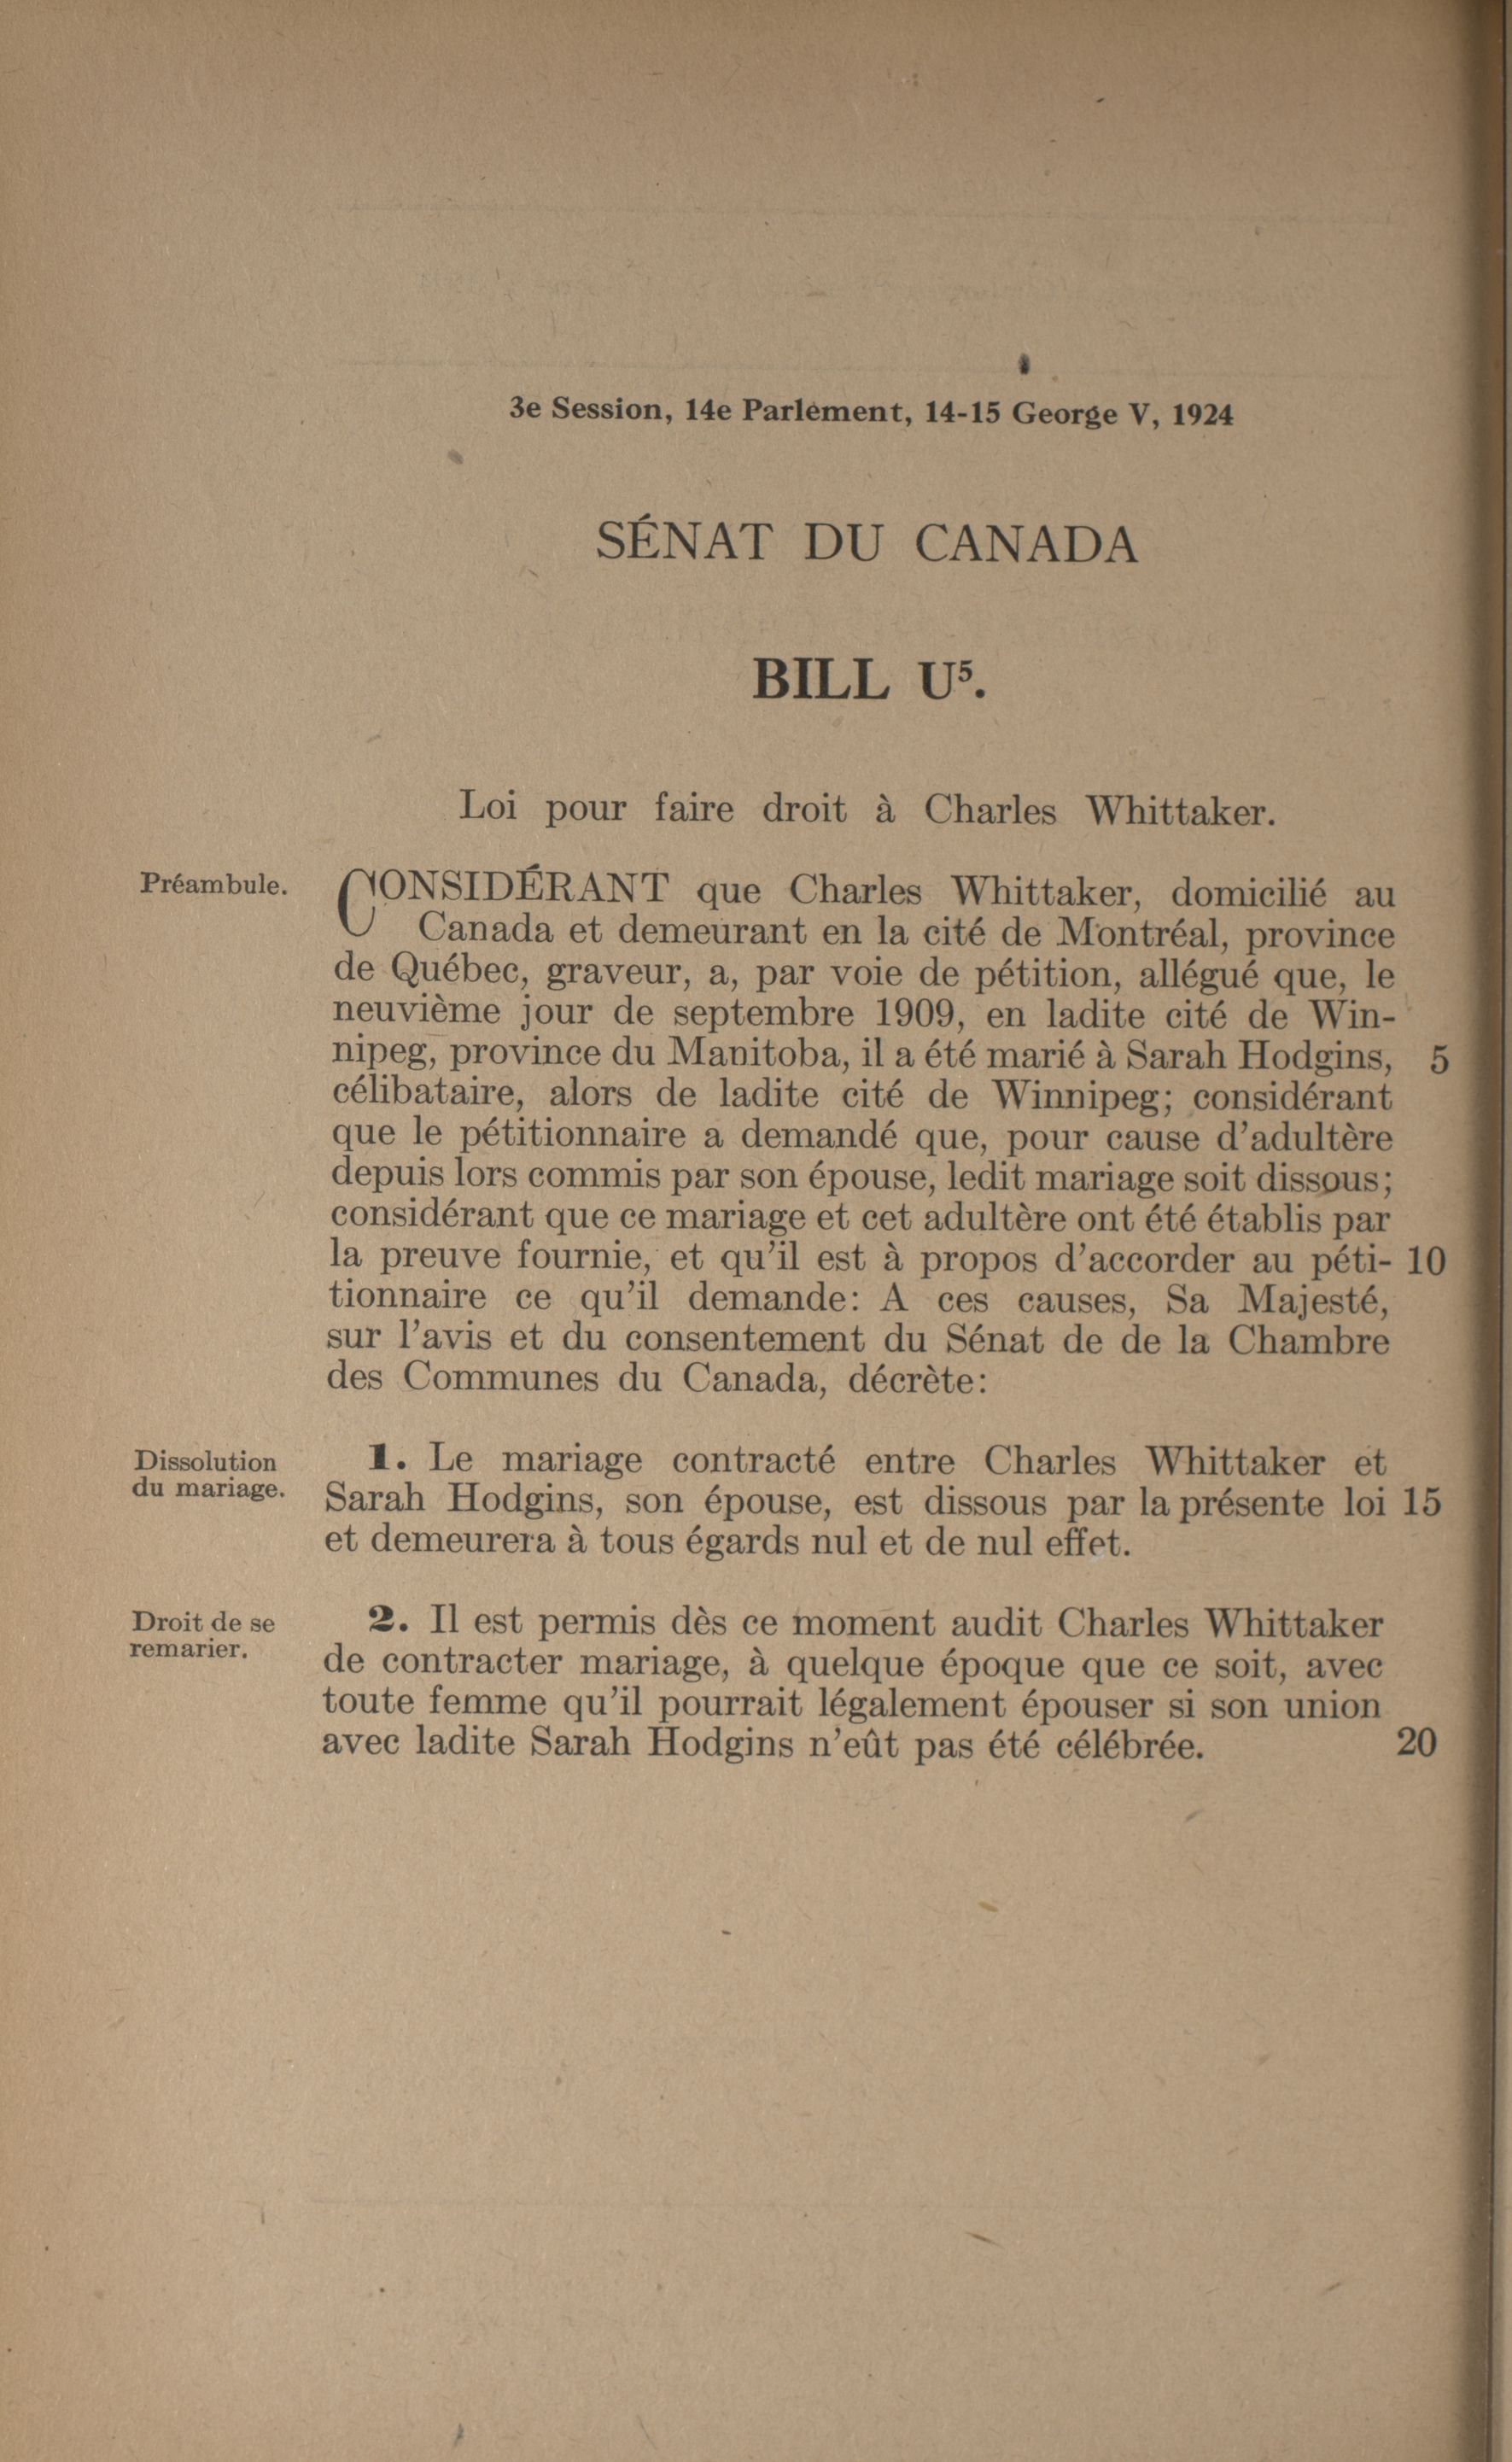 3e Session, 14e Parlement, 14-15 George V, 1924
SÉNAT DU CANADA
BILL U⁵.
Loi pour faire droit à Charles Whittaker.
Préambule.
CONSIDÉRANT que Charles Whittaker, domicilié au
Canada et demeurant en la cité de Montréal, province
de Québec, graveur, a, par voie de pétition, allégué que, le
neuvième jour de septembre 1909, en ladite cité de Win-
nipeg, province du Manitoba, il a été marié à Sarah Hodgins, 5
célibataire, alors de ladite cité de Winnipeg; considérant
que le pétitionnaire a demandé que, pour cause d'adultère
depuis lors commis par son épouse, ledit mariage soit dissous;
considérant que ce mariage et cet adultère ont été établis par
la preuve fournie, et qu'il est à propos d'accorder au péti- 10
tionnaire ce qu'il demande: A ces causes, Sa Majesté,
sur l'avis et du consentement du Sénat de de la Chambre
des Communes du Canada, décrète:
Dissolution
du mariage.
1. Le mariage contracté entre Charles Whittaker et
Sarah Hodgins, son épouse, est dissous par la présente loi 15
et demeurera à tous égards nul et de nul effet.
Droit de se
remarier.
2. Il est permis dès ce moment audit Charles Whittaker
de contracter mariage, à quelque époque que ce soit, avec
toute femme qu'il pourrait légalement épouser si son union
avec ladite Sarah Hodgins n'eût pas été célébrée. 20